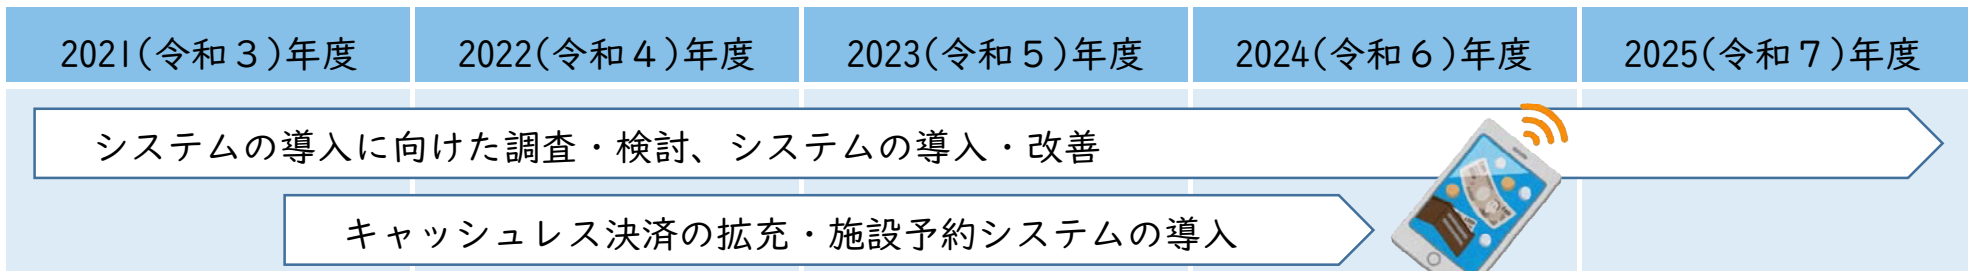 2021(令和３)年度 2022(令和４)年度 2023(令和５)年度 2024(令和６)年度 2025(令和７)年度
システムの導入に向けた調査・検討、システムの導入・改善
キャッシュレス決済の拡充・施設予約システムの導入